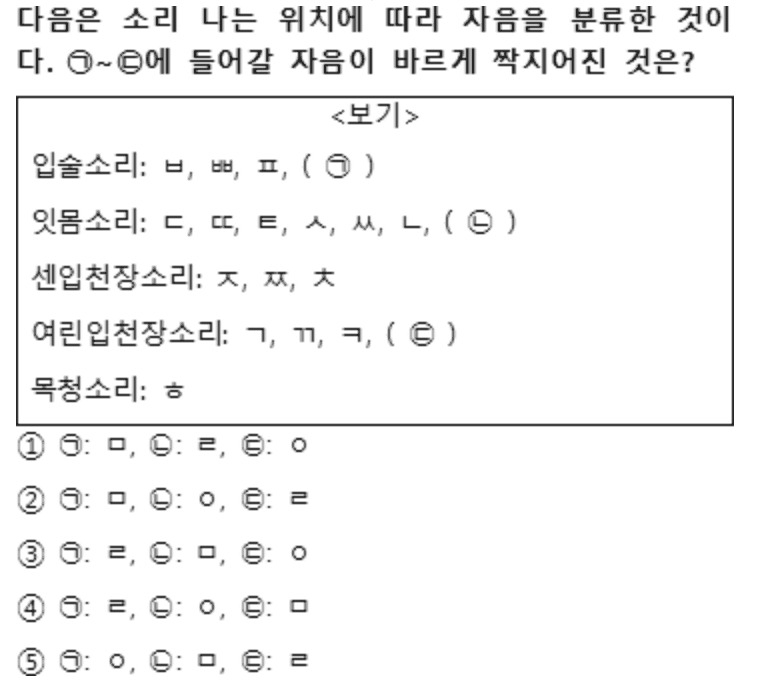 다음은 소리 나는 위치에 따라 자음을 분류한 것이
다. ㉠~㉢에 들어갈 자음이 바르게 짝지어진 것은?
<보기>
입술소리: ㅂ, ㅃ, ㅍ, ( ㉠ )
잇몸소리: ㄷ, ㄸ, ㅌ, ㅅ, ㅆ, ㄴ, ( ㉡ )
센입천장소리: ㅈ, ㅉ, ㅊ
여린입천장소리: ㄱ, ㄲ, ㅋ, ( ㉢ )
목청소리: ㅎ
① ㉠: ㅁ, ㉡: ㄹ, ㉢: ㅇ
② ㉠: ㅁ, ㉡: ㅇ, ㉢: ㄹ
③ ㉠: ㄹ, ㉡: ㅁ, ㉢: ㅇ
④ ㉠: ㄹ, ㉡: ㅇ, ㉢: ㅁ
⑤ ㉠: ㅇ, ㉡: ㅁ, ㉢: ㄹ